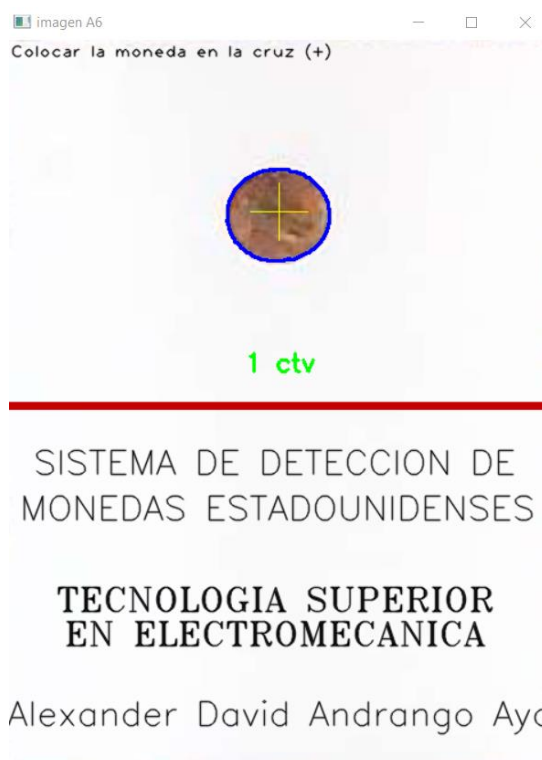 imagen A6
Colocar la moneda en la cruz (+)
1 ctv
SISTEMA DE DETECCION DE
MONEDAS ESTADOUNIDENSES
TECNOLOGIA SUPERIOR
EN ELECTROMECANICA
Alexander David Andrango